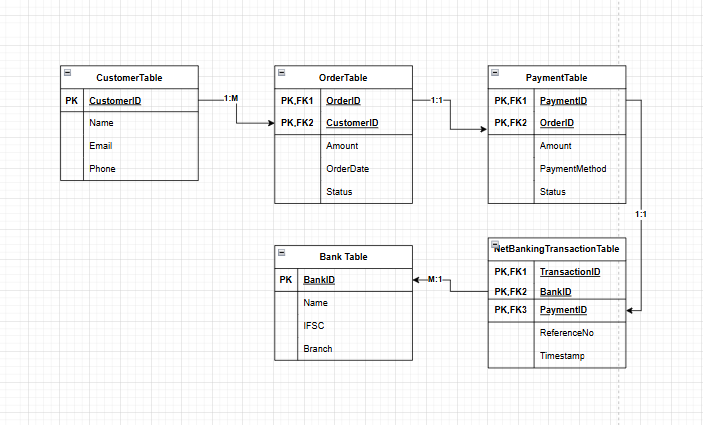 CustomerTable
PK CustomerID
Name
Email
Phone
1:M
OrderTable
PK,FK1 OrderID
PK,FK2 CustomerID
Amount
OrderDate
Status
1:1
PaymentTable
PK,FK1 PaymentID
PK,FK2 OrderID
Amount
PaymentMethod
Status
1:1
Bank Table
PK BankID
Name
IFSC
Branch
M:1
NetBankingTransactionTable
PK,FK1 TransactionID
PK,FK2 BankID
PK,FK3 PaymentID
ReferenceNo
Timestamp